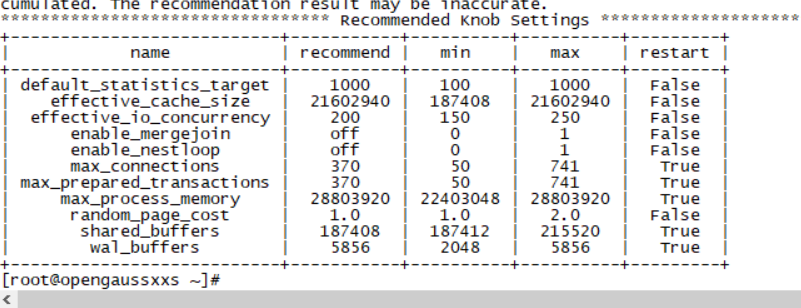 cumulated. The recommendation result may be inaccurate.
********************************* Recommended Knob Settings *********************
+---------------------------+-----------+----------+----------+---------+
| name | recommend | min | max | restart |
+---------------------------+-----------+----------+----------+---------+
| default_statistics_target | 1000 | 100 | 1000 | False |
| effective_cache_size | 21602940 | 187408 | 21602940 | False |
| effective_io_concurrency | 200 | 150 | 250 | False |
| enable_mergejoin | off | 0 | 1 | False |
| enable_nestloop | off | 0 | 1 | False |
| max_connections | 370 | 50 | 741 | True |
| max_prepared_transactions | 370 | 50 | 741 | True |
| max_process_memory | 28803920 | 22403048 | 28803920 | True |
| random_page_cost | 1.0 | 1.0 | 2.0 | False |
| shared_buffers | 187408 | 187412 | 215520 | True |
| wal_buffers | 5856 | 2048 | 5856 | True |
+---------------------------+-----------+----------+----------+---------+
[root@opengaussxxs ~]#